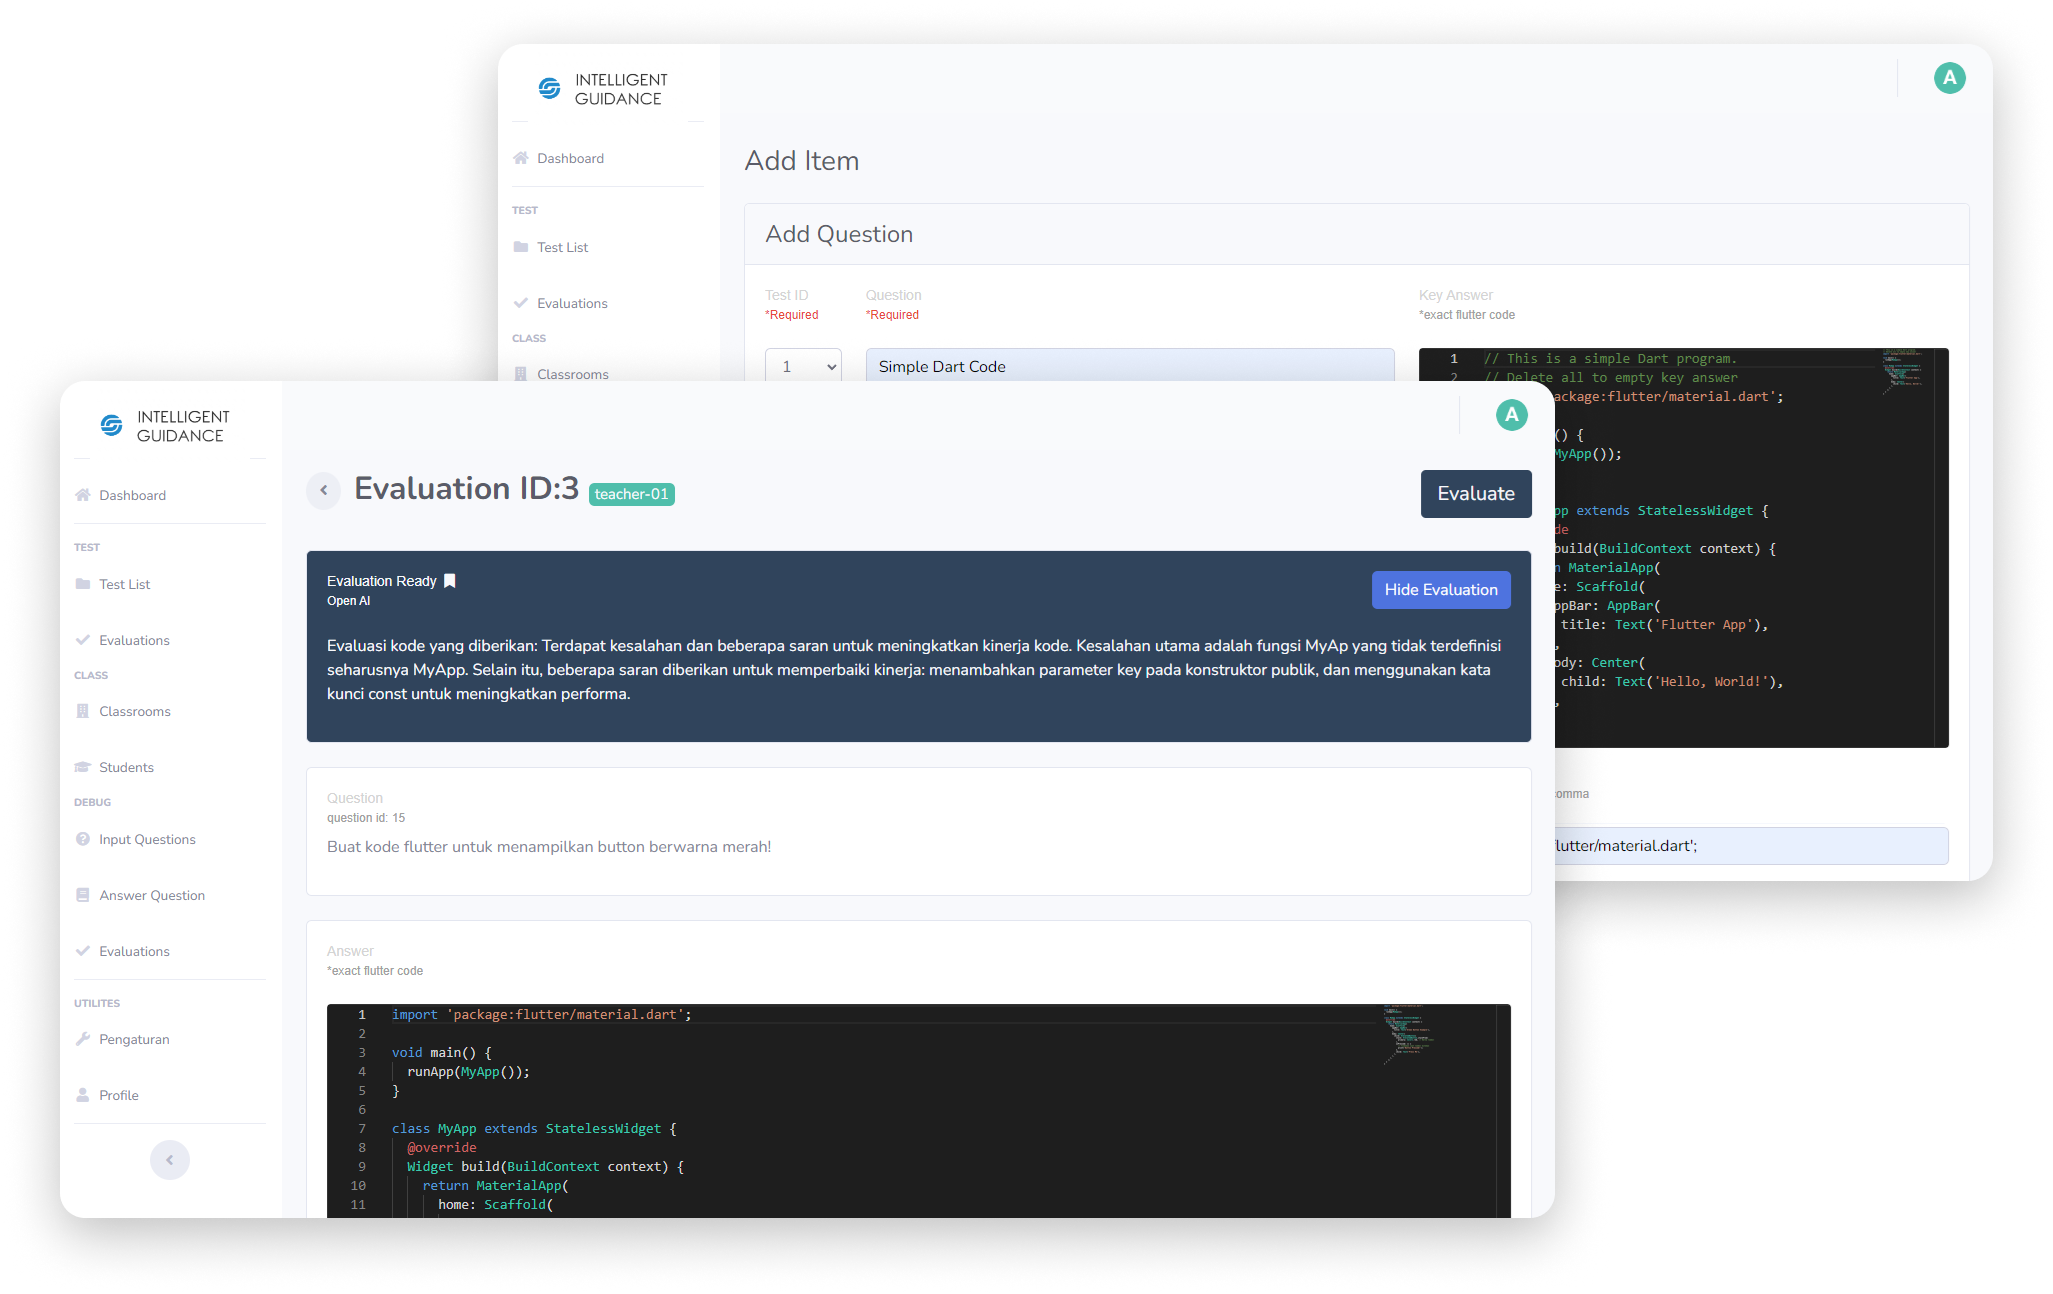 INTELLIGENT
GUIDANCE
A
Dashboard
Add Item
TEST
Add Question
Test List
Test ID
Question
Key Answer
*Required
*Required
*exact flutter code
Evaluations
CLASS
1
Simple Dart Code
Classrooms
1 // This is a simple Dart program.
2 // Delete all to empty key answer
ackage:flutter/material.dart';
() {
MyApp());
pp extends StatelessWidget {
de
build(BuildContext context) {
n MaterialApp(
e: Scaffold(
ppBar: AppBar(
title: Text('Flutter App'),
,
ody: Center(
child: Text('Hello, World!'),
,
omma
lutter/material.dart';
INTELLIGENT
GUIDANCE
A
Dashboard
TEST
Test List
Evaluations
CLASS
Classrooms
Students
DEBUG
Input Questions
Answer Question
Evaluations
UTILITES
Pengaturan
Profile
Evaluation ID:3 teacher-01
Evaluate
Evaluation Ready
Open AI
Hide Evaluation
Evaluasi kode yang diberikan: Terdapat kesalahan dan beberapa saran untuk meningkatkan kinerja kode. Kesalahan utama adalah fungsi MyAp yang tidak terdefinisi
seharusnya MyApp. Selain itu, beberapa saran diberikan untuk memperbaiki kinerja: menambahkan parameter key pada konstruktor publik, dan menggunakan kata
kunci const untuk meningkatkan performa.
Question
question id: 15
Buat kode flutter untuk menampilkan button berwarna merah!
Answer
*exact flutter code
1 import 'package:flutter/material.dart';
2
3 void main() {
4 runApp(MyApp());
5 }
6
7 class MyApp extends StatelessWidget {
8 @override
9 Widget build(BuildContext context) {
10 return MaterialApp(
11 home: Scaffold(